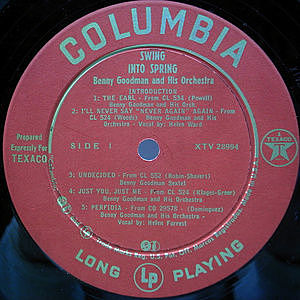 COLUMBIA
SWING
INTO SPRING
Benny Goodman and His Orchestra
INTRODUCTION
1: THE EARL - From CL 534 (Powell)
Benny Goodman and His Orch.
2: I'LL NEVER SAY "NEVER AGAIN" AGAIN - From
CL 524 (Woods) Benny Goodman and His
Orchestra - Vocal by: Helen Ward
Prepared
Expressly For
TEXACO
SIDE 1
XTV 28994
TEXACO
T
3: UNDECIDED - From CL 552 (Robin-Shavers)
Benny Goodman Sextet
4: JUST YOU, JUST ME - From CL 524 (Klages-Greer)
Benny Goodman and His Orchestra
5: PERFIDIA - From CO 29578 - (Dominguez)
Benny Goodman and His Orchestra -
Vocal by: Helen Forrest
LONG LP PLAYING